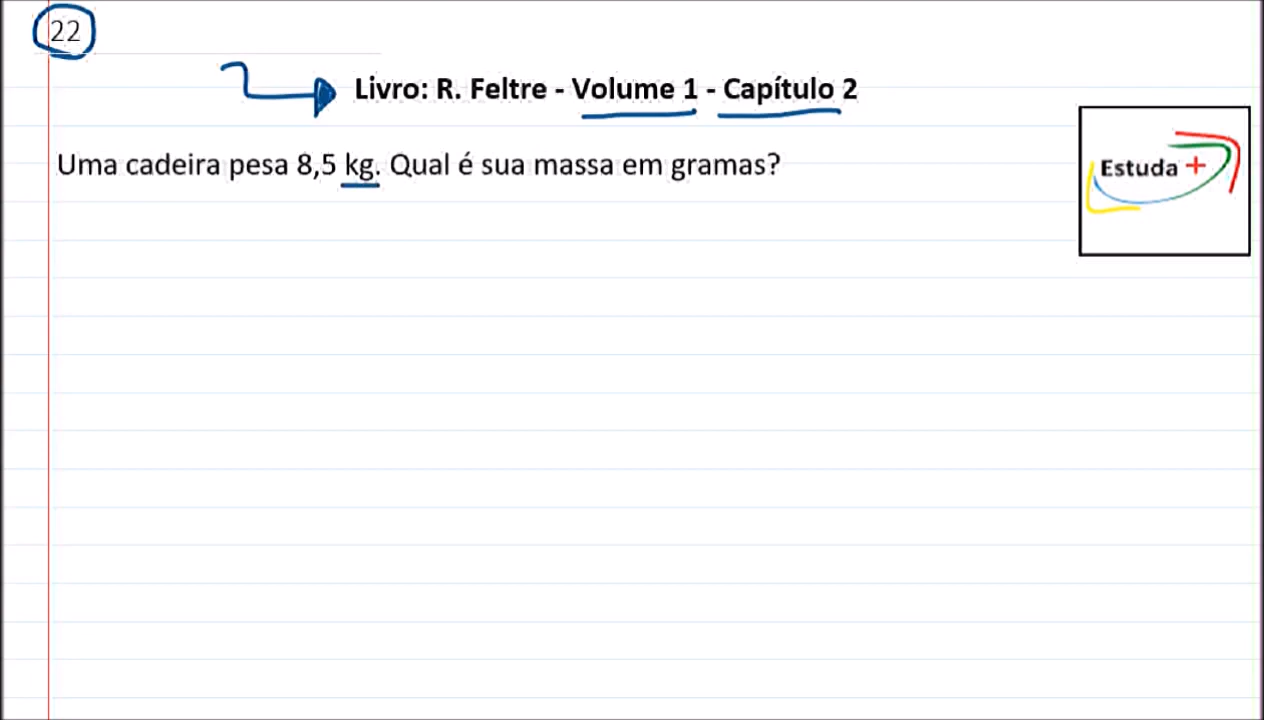 22
Livro: R. Feltre - Volume 1 - Capítulo 2
Uma cadeira pesa 8,5 kg. Qual é sua massa em gramas?
Estuda +